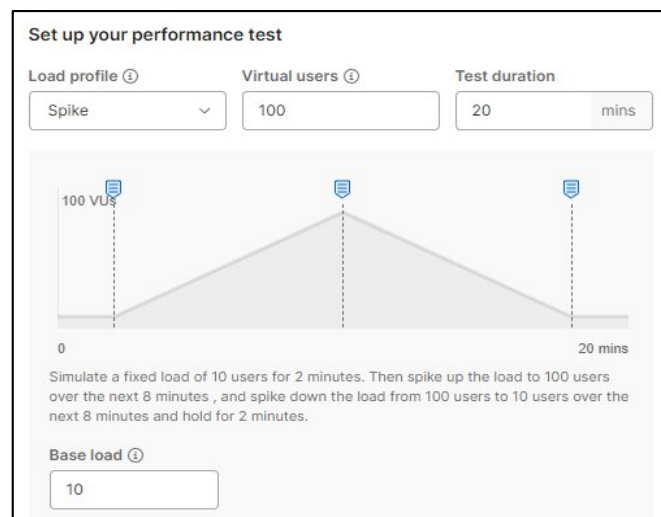 Set up your performance test
Load profile Virtual users Test duration
Spike 100 20 mins
100 VUs
0 20 mins
Simulate a fixed load of 10 users for 2 minutes. Then spike up the load to 100 users
over the next 8 minutes , and spike down the load from 100 users to 10 users over the
next 8 minutes and hold for 2 minutes.
Base load
10